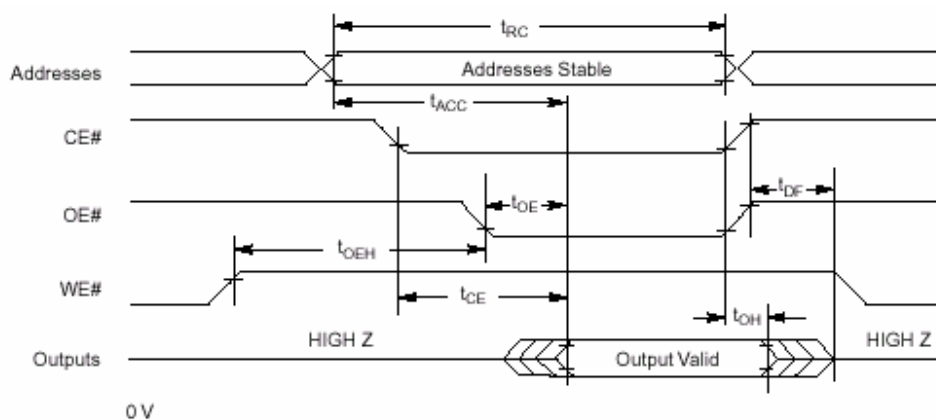 tRC
Addresses
Addresses Stable
tACC
CE#
tDF
OE#
tOE
tOEH
WE#
tCE
tOH
HIGH Z
HIGH Z
Outputs
Output Valid
0 V